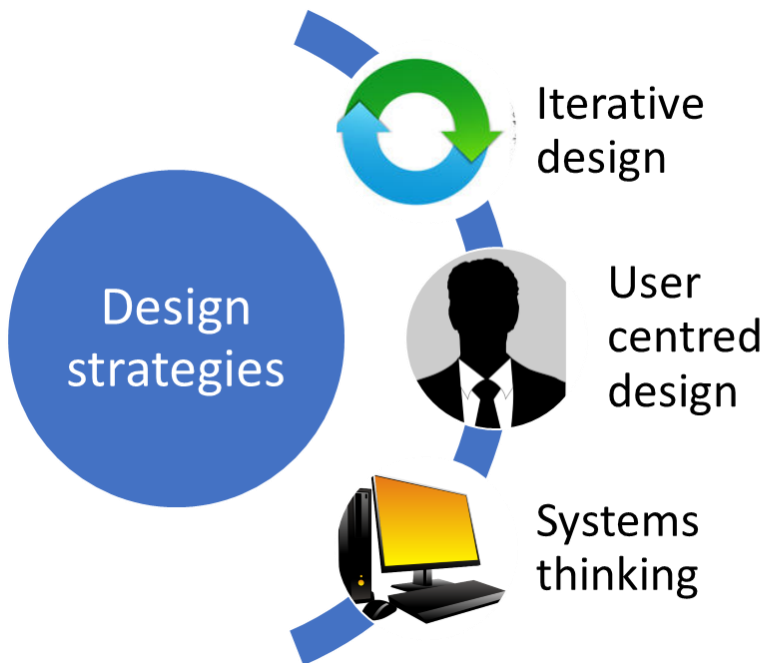 Design
strategies
Iterative
design
User
centred
design
Systems
thinking